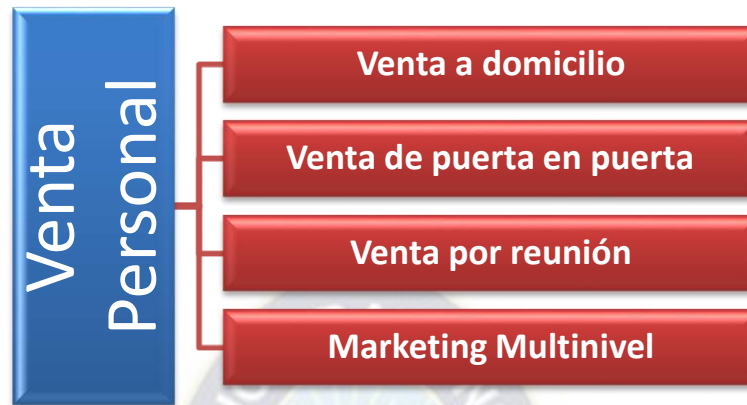 Venta
Personal
Venta a domicilio
Venta de puerta en puerta
Venta por reunión
Marketing Multinivel